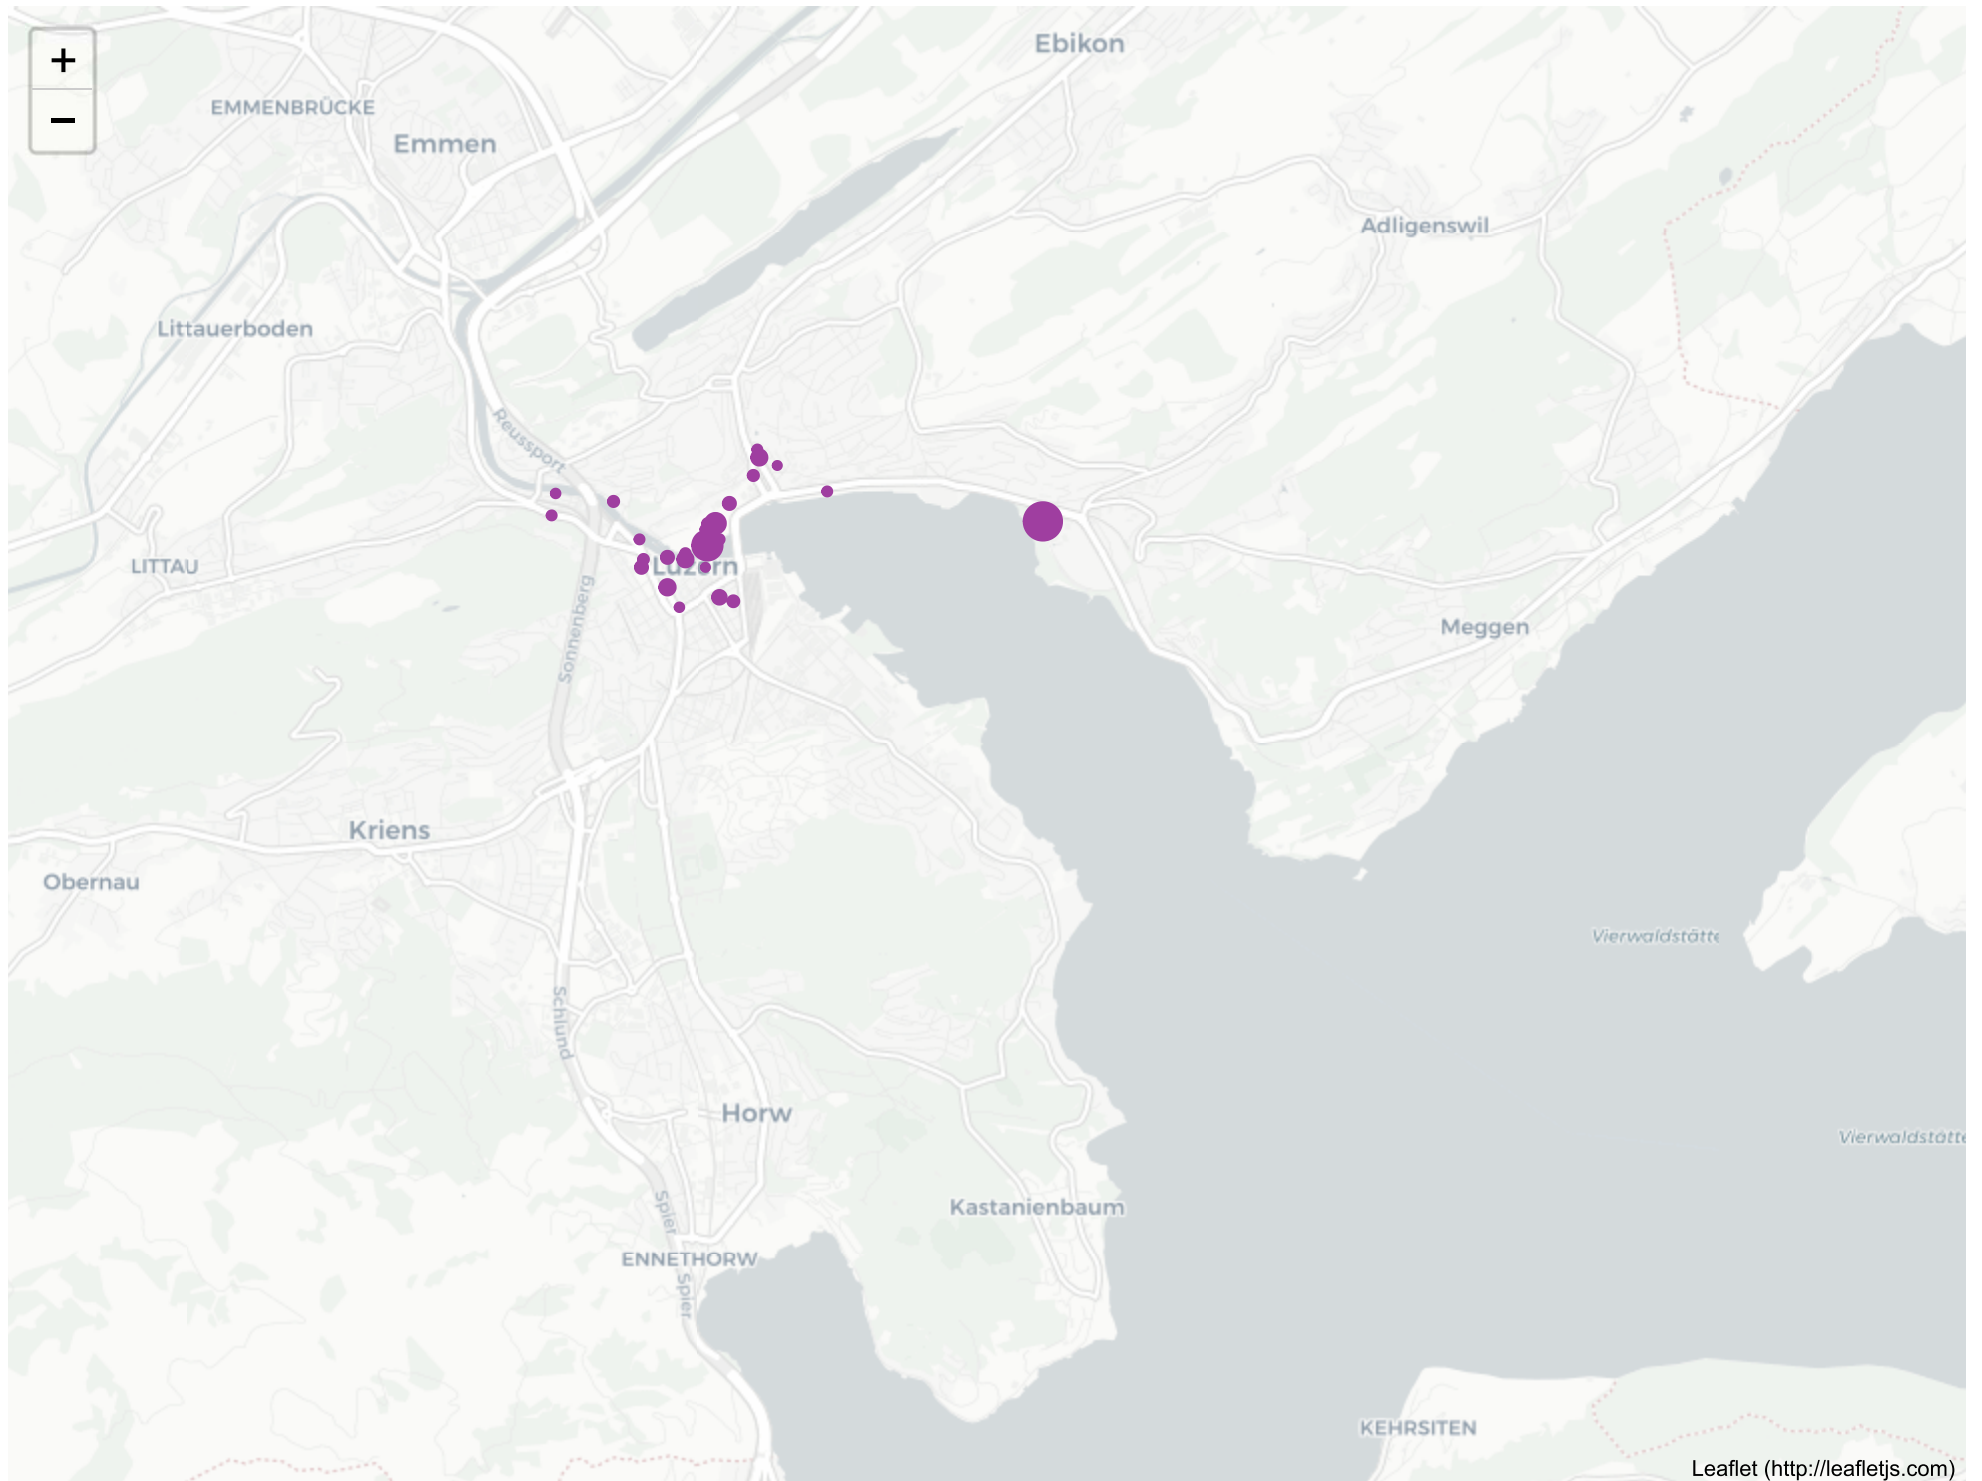 +
Ebikon
EMMENBRÜCKE
−
Emmen
Adligenswil
Littauerboden
Reussport
LITTAU
Luzern
Sonnenberg
Meggen
Kriens
Obernau
Vierwaldstätte
Schlund
Horw
Vierwaldstätte
Kastanienbaum
Spier
ENNETHORW
Spier
KEHRSITEN
Leaflet (http://leafletjs.com)